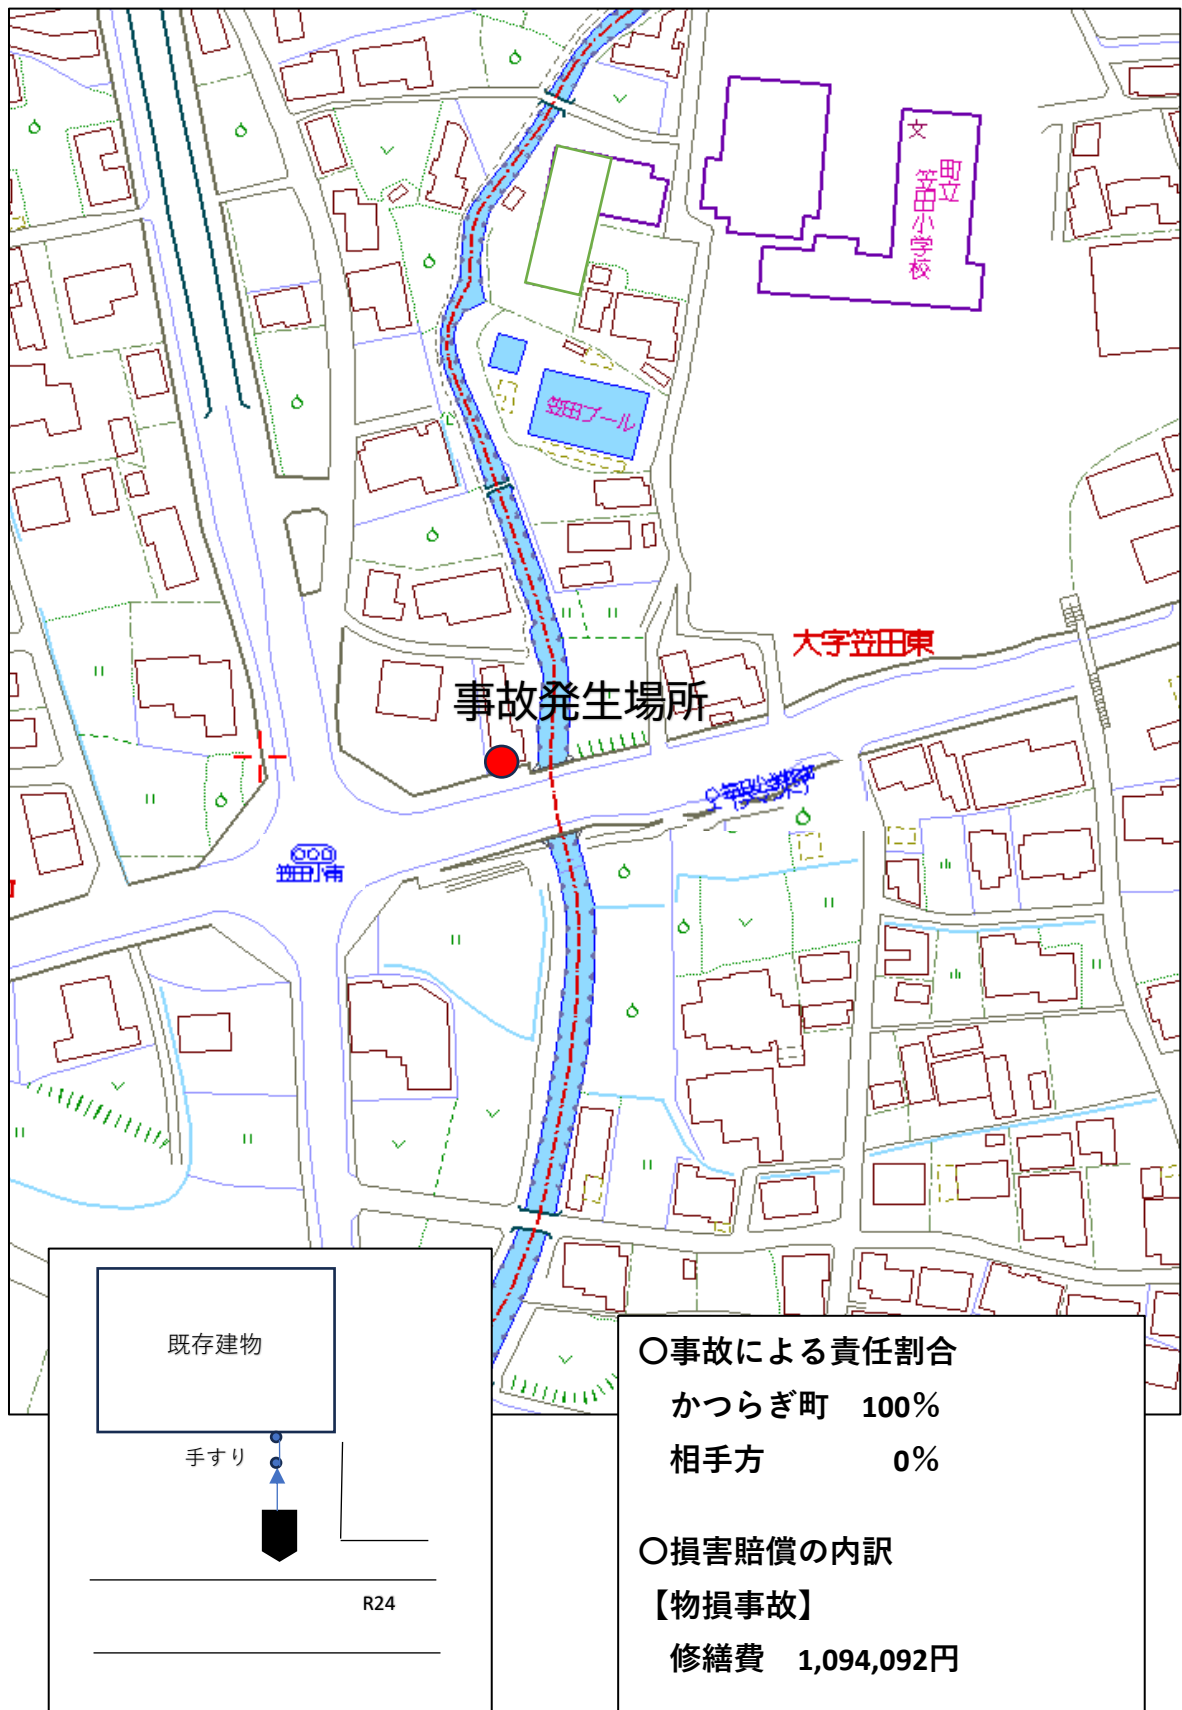 文
町立
笠田小学校
笠田プール
大字笠田東
事故発生場所
笠田小南
既存建物
手すり
R24
〇事故による責任割合
かつらぎ町 100%
相手方 0%
〇損害賠償の内訳
【物損事故】
修繕費 1,094,092円